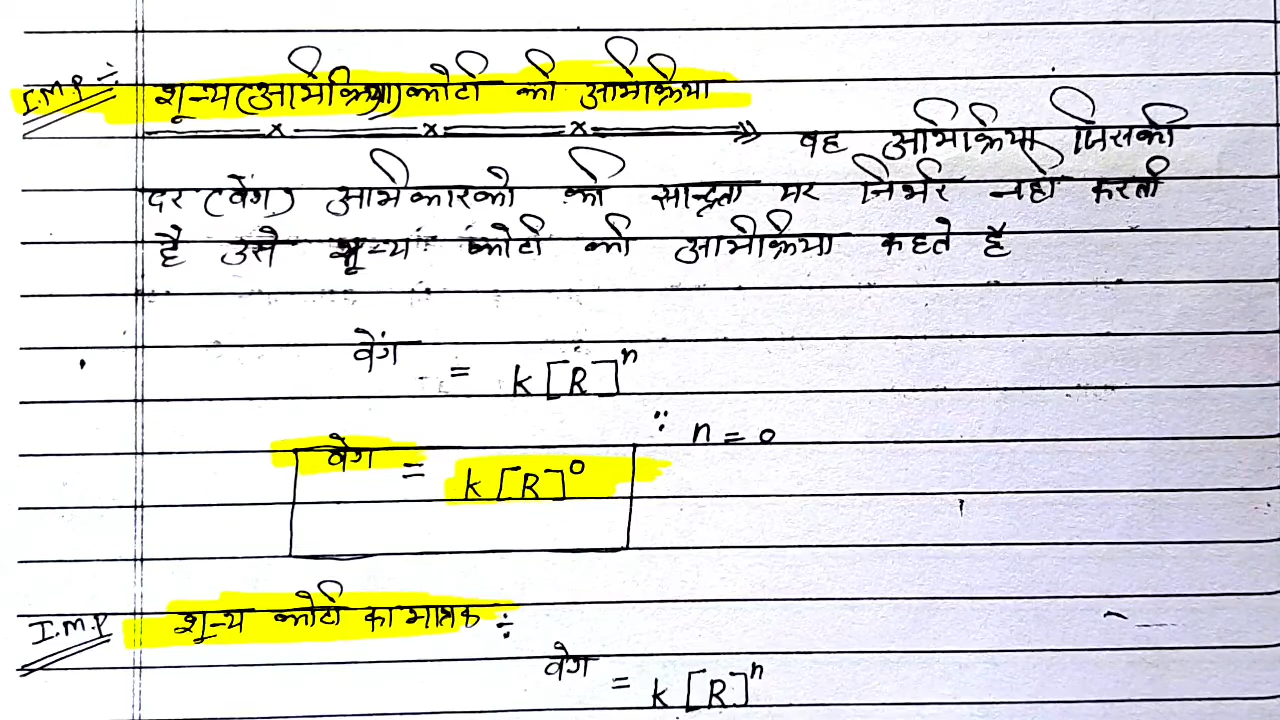 I.M.P ÷ शून्य (अभिक्रिया) कोटी की अभिक्रिया
वह अभिक्रिया जिसकी
दर (वेग) अभिकारको की सान्द्रता पर निर्भर नहीं करती
है उसे शून्य कोटी की अभिक्रिया कहते है
वेंग = k [R]ⁿ
∵ n = 0
वेग = k [R]⁰
I.M.P शून्य कोटी का मात्रक ÷
वेग = k [R]ⁿ